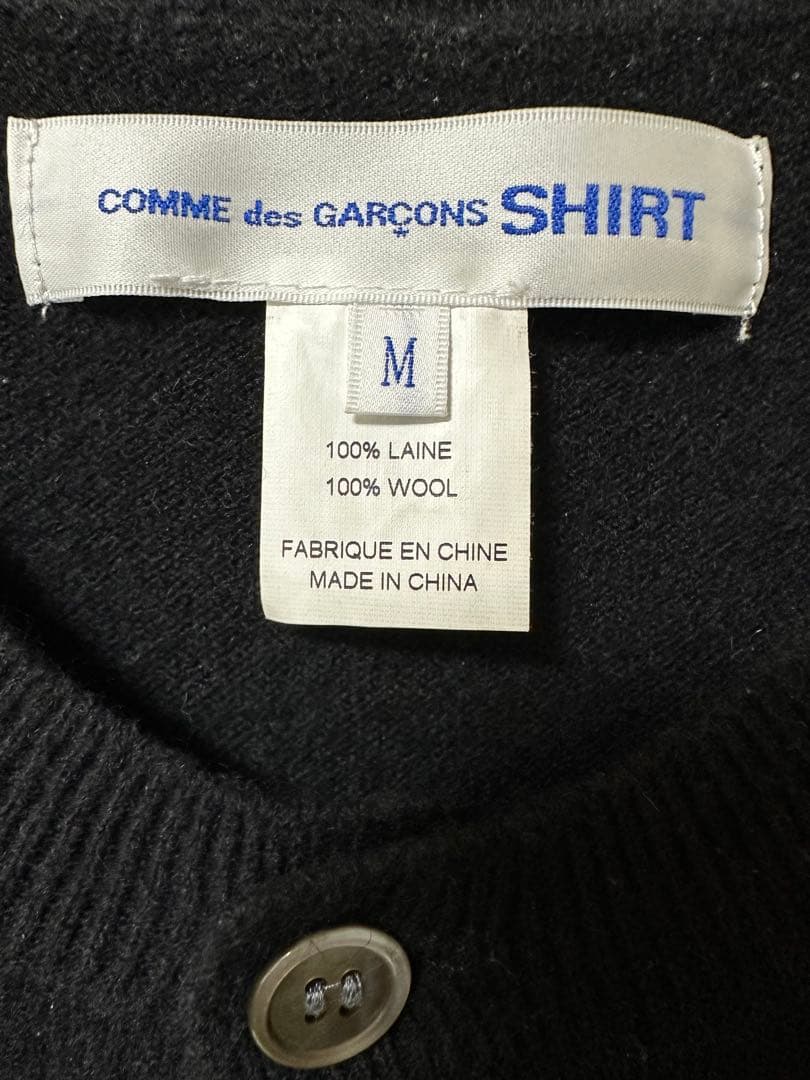 COMME des GARÇONS SHIRT
M
100% LAINE
100% WOOL
FABRIQUE EN CHINE
MADE IN CHINA